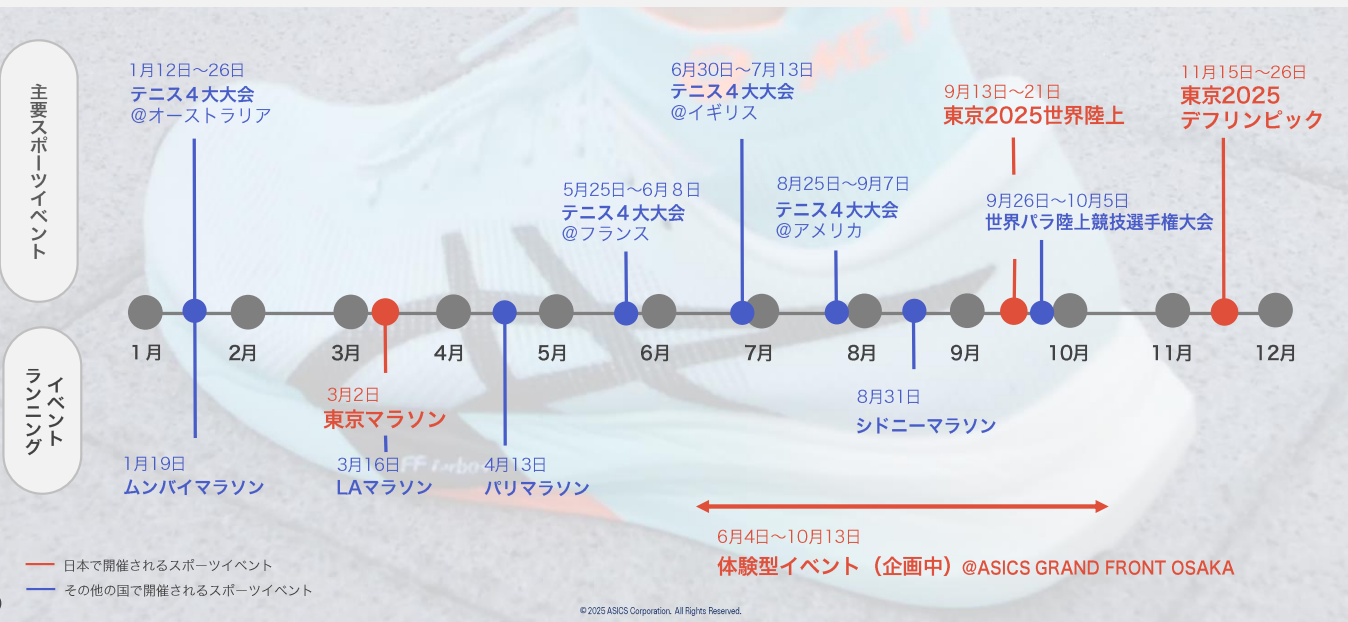 主要スポーツイベント
1月12日〜26日
テニス４大大会
@オーストラリア
6月30日〜7月13日
テニス４大大会
@イギリス
9月13日〜21日
東京2025世界陸上
11月15日〜26日
東京2025
デフリンピック
5月25日〜6月８日
テニス４大大会
@フランス
8月25日〜9月7日
テニス４大大会
@アメリカ
9月26日〜10月5日
世界パラ陸上競技選手権大会
1月
2月
3月
4月
5月
6月
7月
8月
9月
10月
11月
12月
ランニング
イベント
3月2日
東京マラソン
8月31日
シドニーマラソン
1月19日
ムンバイマラソン
3月16日
LAマラソン
FF turbo
4月13日
パリマラソン
6月4日〜10月13日
体験型イベント（企画中）@ASICS GRAND FRONT OSAKA
日本で開催されるスポーツイベント
その他の国で開催されるスポーツイベント
© 2025 ASICS Corporation. All Rights Reserved.